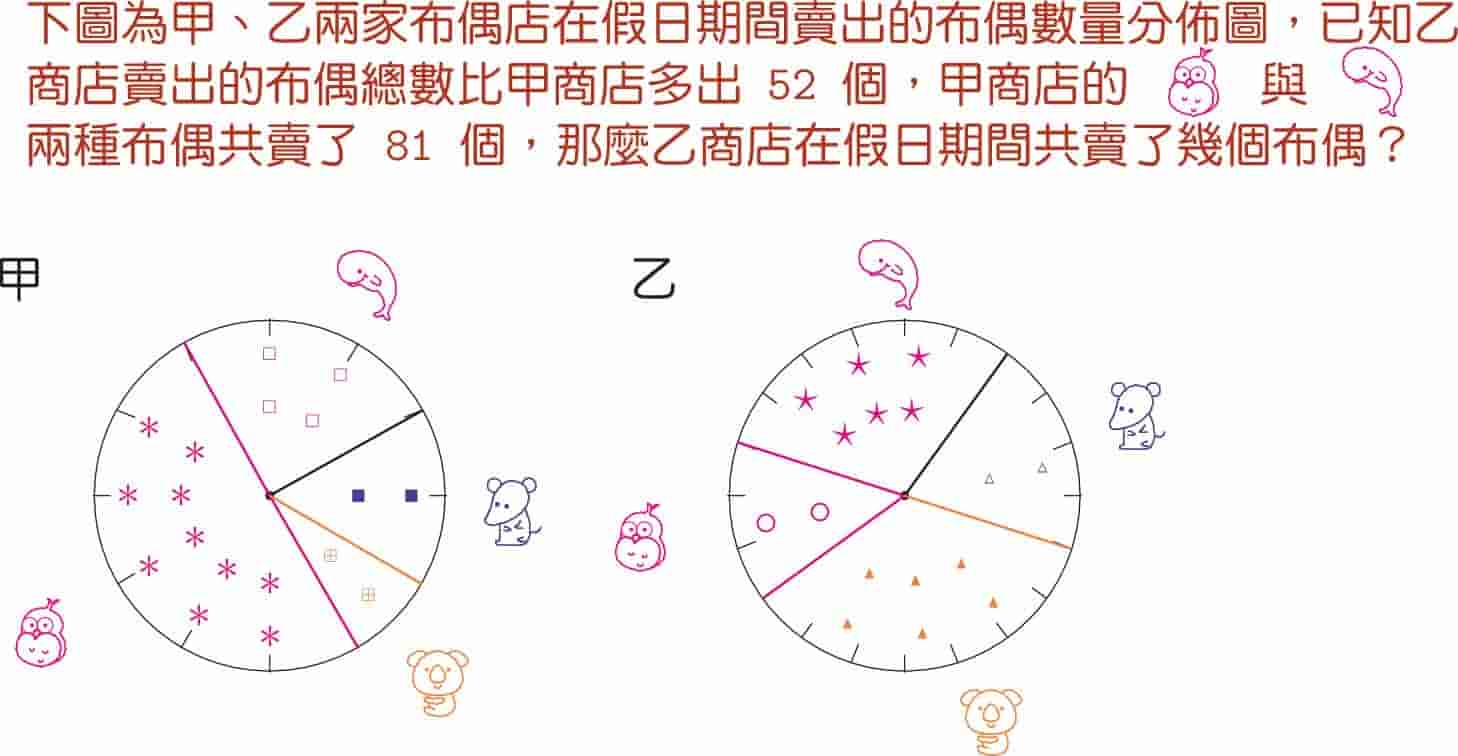 下圖為甲、乙兩家布偶店在假日期間賣出的布偶數量分佈圖，已知乙
商店賣出的布偶總數比甲商店多出 52 個，甲商店的 與
兩種布偶共賣了 81 個，那麼乙商店在假日期間共賣了幾個布偶？
甲 乙